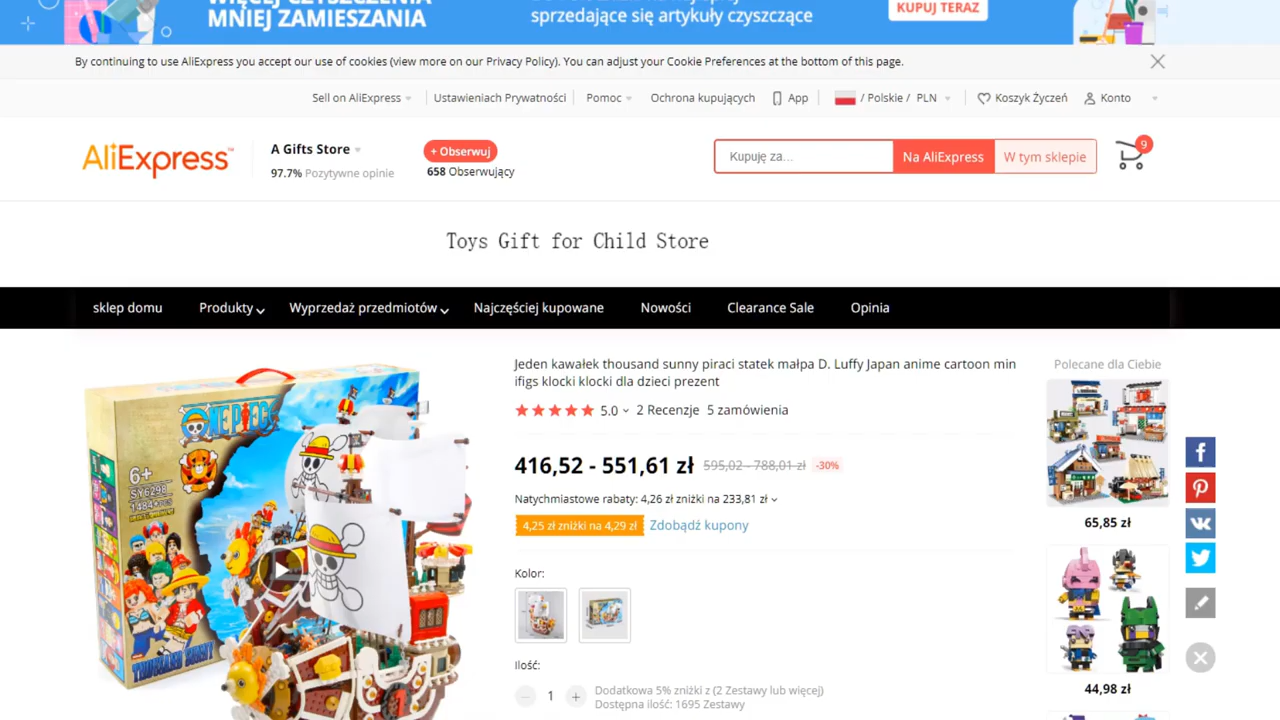 MNIEJ ZAMIESZANIA
sprzedające się artykuły czyszczące
KUPUJ TERAZ
By continuing to use AliExpress you accept our use of cookies (view more on our Privacy Policy). You can adjust your Cookie Preferences at the bottom of this page.
Sell on AliExpress
Ustawieniach Prywatności
Pomoc
Ochrona kupujących
App
/ Polskie / PLN
Koszyk Życzeń
Konto
AliExpress™
A Gifts Store
97.7% Pozytywne opinie
+ Obserwuj
658 Obserwujący
Kupuję za...
Na AliExpress
W tym sklepie
9
Toys Gift for Child Store
sklep domu
Produkty
Wyprzedaż przedmiotów
Najczęściej kupowane
Nowości
Clearance Sale
Opinia
ONE PIECE
6+
SY6298
1484+PCS
THOUSAND SUNNY
Jeden kawałek thousand sunny piraci statek małpa D. Luffy Japan anime cartoon min
ifigs klocki klocki dla dzieci prezent
5.0
2 Recenzje
5 zamówienia
416,52 - 551,61 zł
595,02 - 788,01 zł
-30%
Natychmiastowe rabaty: 4,26 zł zniżki na 233,81 zł
4,25 zł zniżki na 4,29 zł
Zdobądź kupony
Kolor:
Ilość:
1
Dodatkowa 5% zniżki z (2 Zestawy lub więcej)
Dostępna ilość: 1695 Zestawy
Polecane dla Ciebie
65,85 zł
44,98 zł